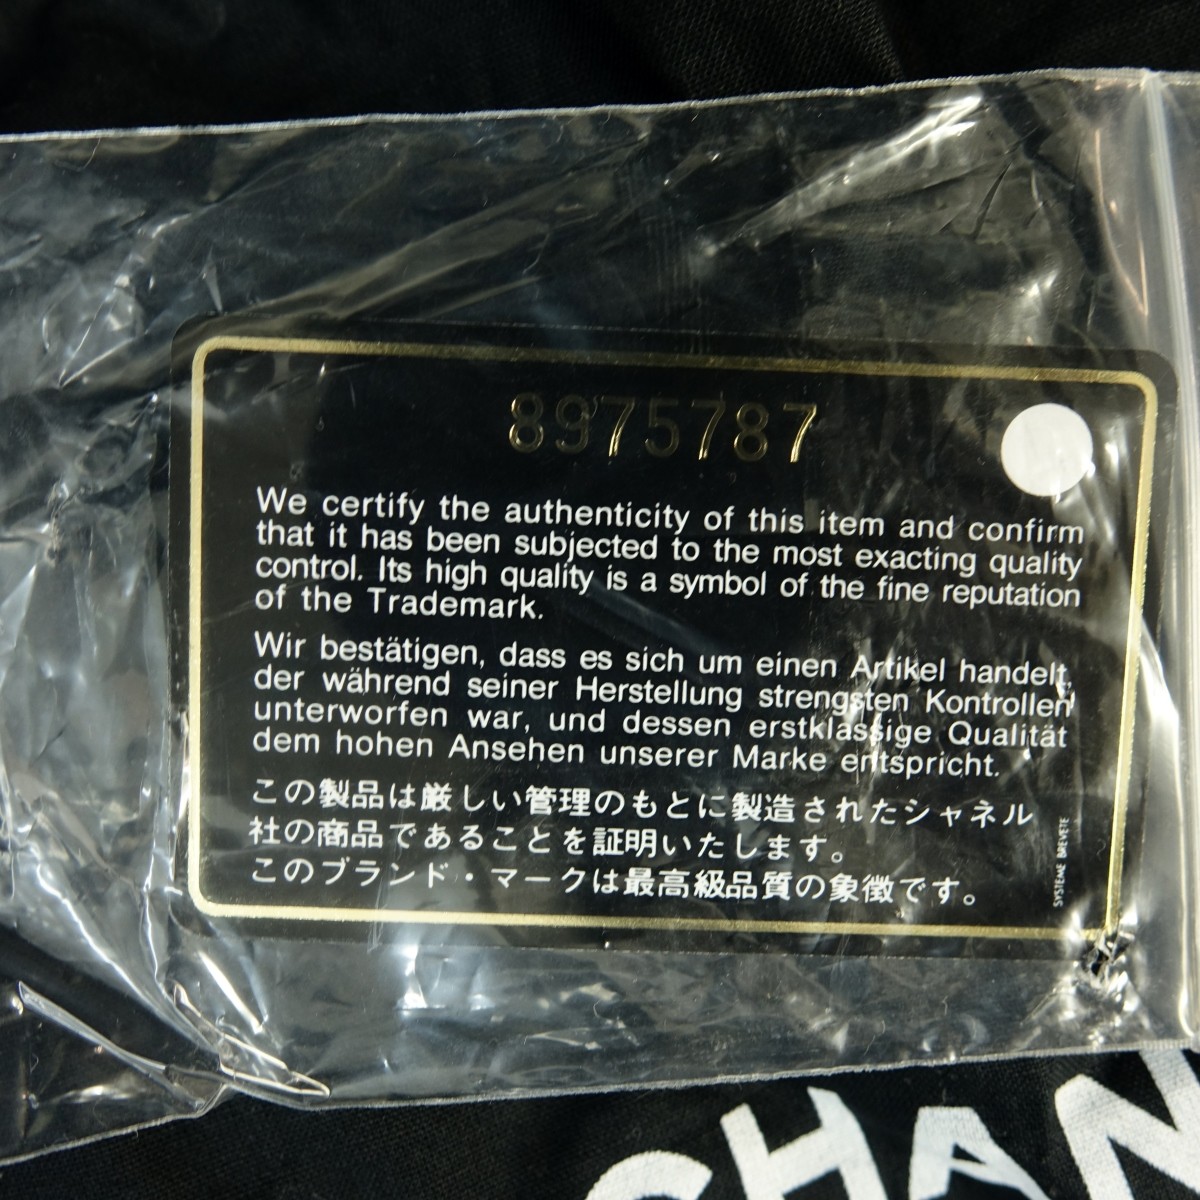 8975787
We certify the authenticity of this item and confirm
that it has been subjected to the most exacting quality
control. Its high quality is a symbol of the fine reputation
of the Trademark.
Wir bestätigen, dass es sich um einen Artikel handelt,
der während seiner Herstellung strengsten Kontrollen
unterworfen war, und dessen erstklassige Qualität
dem hohen Ansehen unserer Marke entspricht.
この製品は厳しい管理のもとに製造されたシャネル
社の商品であることを証明いたします。
このブランド・マークは最高級品質の象徴です。
SYSTEME BREVETE
CHAN